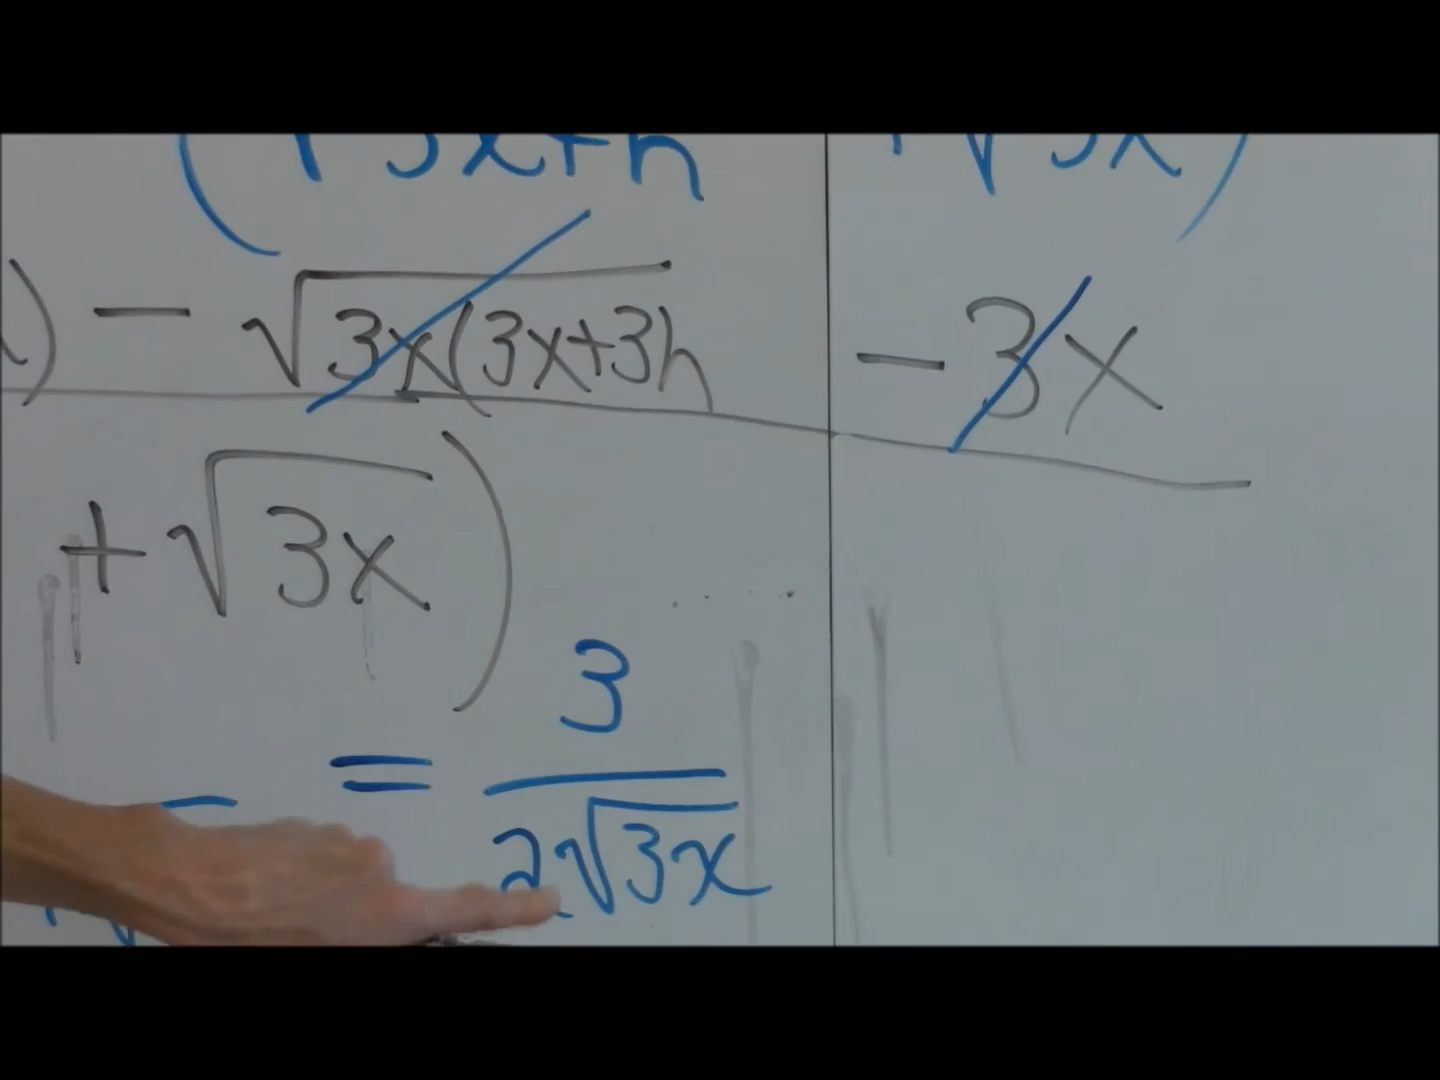 (√3x+h +√3x)
) - √3x(3x+3h - 3x
+ √3x)
= 3
2√3x